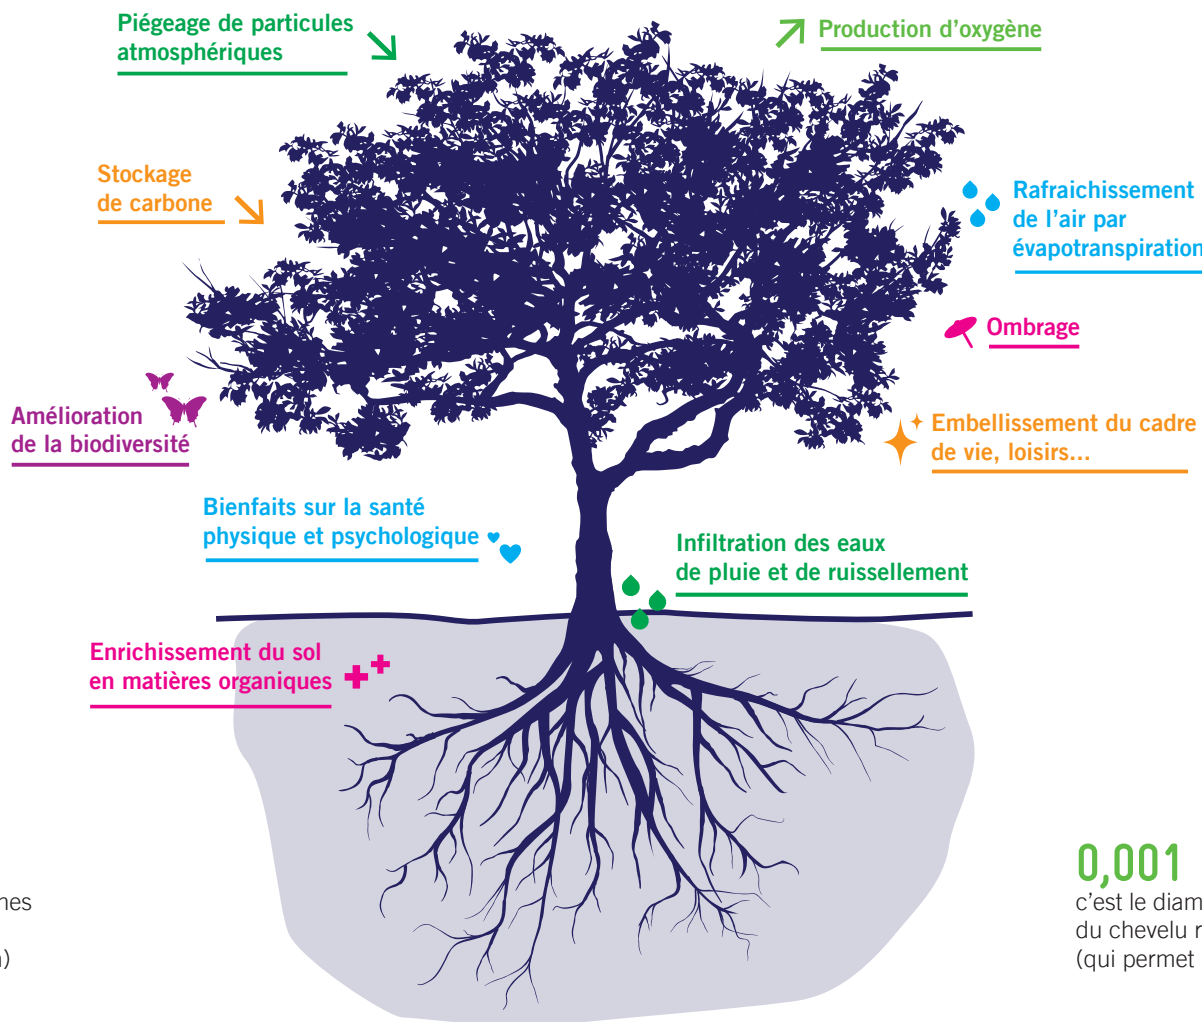 Piégeage de particules
atmosphériques
Production d’oxygène
Stockage
de carbone
Rafraichissement
de l’air par
évapotranspiration
Ombrage
Amélioration
de la biodiversité
Embellissement du cadre
de vie, loisirs...
Bienfaits sur la santé
physique et psychologique
Infiltration des eaux
de pluie et de ruissellement
Enrichissement du sol
en matières organiques
0,001
c’est le
du chevelu
(qui permet